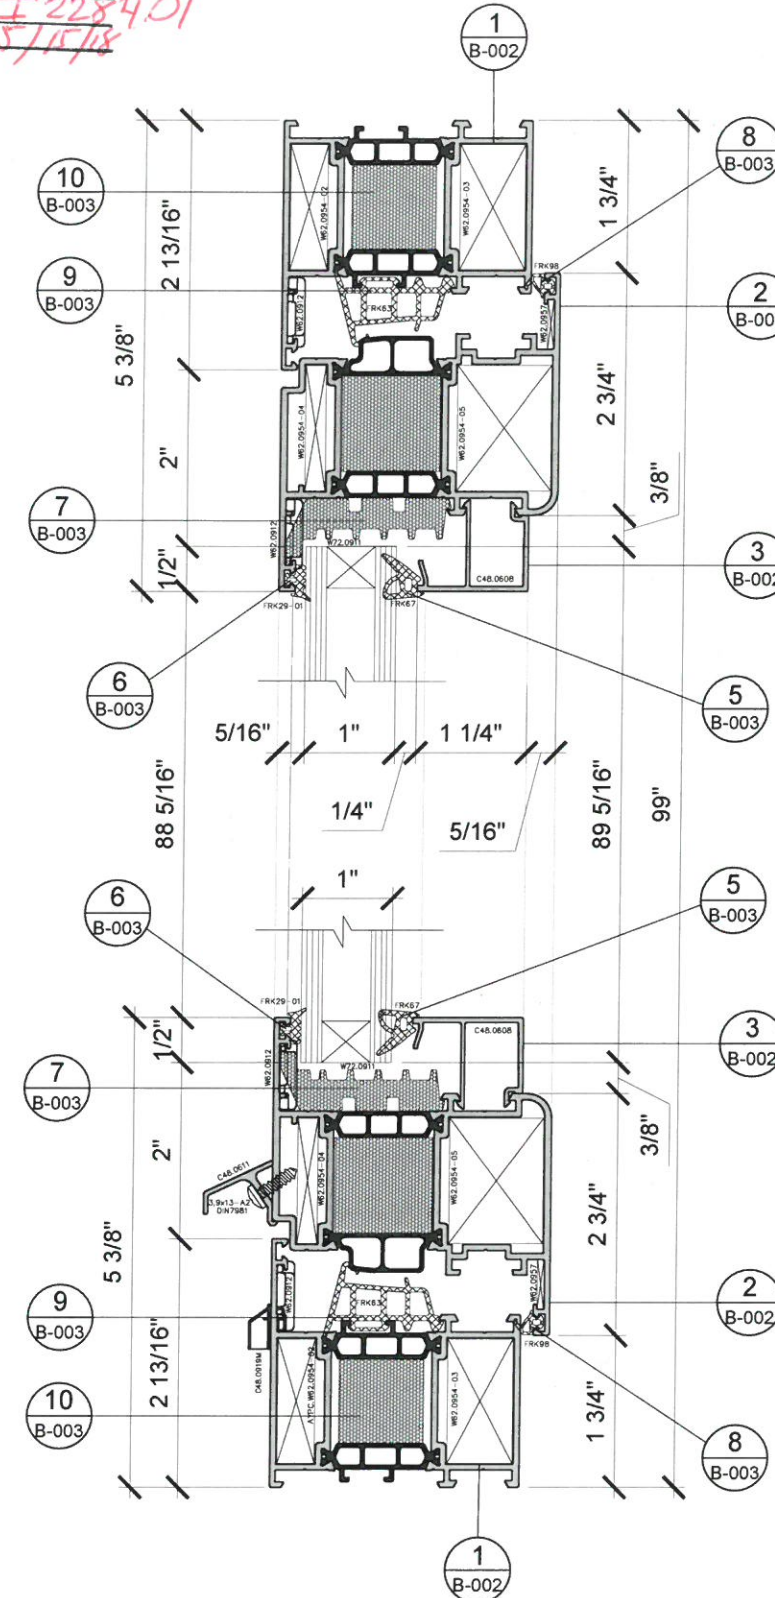 2284.01
5/15/18
1
B-002
8
B-003
10
B-003
W62.0954-02
W62.0954-03
1 3/4"
2 13/16"
FRK98
9
B-003
FRK63
W62.0912
W62.0957
2
5 3/8"
2 3/4"
W62.0954-04
W62.0954-05
2"
3/8"
7
B-003
W62.0912
W72.0911
3
B-002
1/2"
C48.0608
FRK29-01
FRK67
6
B-003
5
B-003
5/16"
1"
1 1/4"
1/4"
5/16"
88 5/16"
89 5/16"
99"
1"
6
B-003
5
B-003
FRK29-01
FRK67
1/2"
C48.0608
3
B-002
W62.0912
W72.0911
7
B-003
3/8"
2"
C48.0611
3,9x13-A2
DIN7981
W62.0954-04
W62.0954-05
2 3/4"
5 3/8"
W62.0912
W62.0957
2
B-002
9
B-003
FRK63
FRK98
C48.0919M
2 13/16"
W62.0954-03
1 3/4"
10
B-003
8
B-003
1
B-002